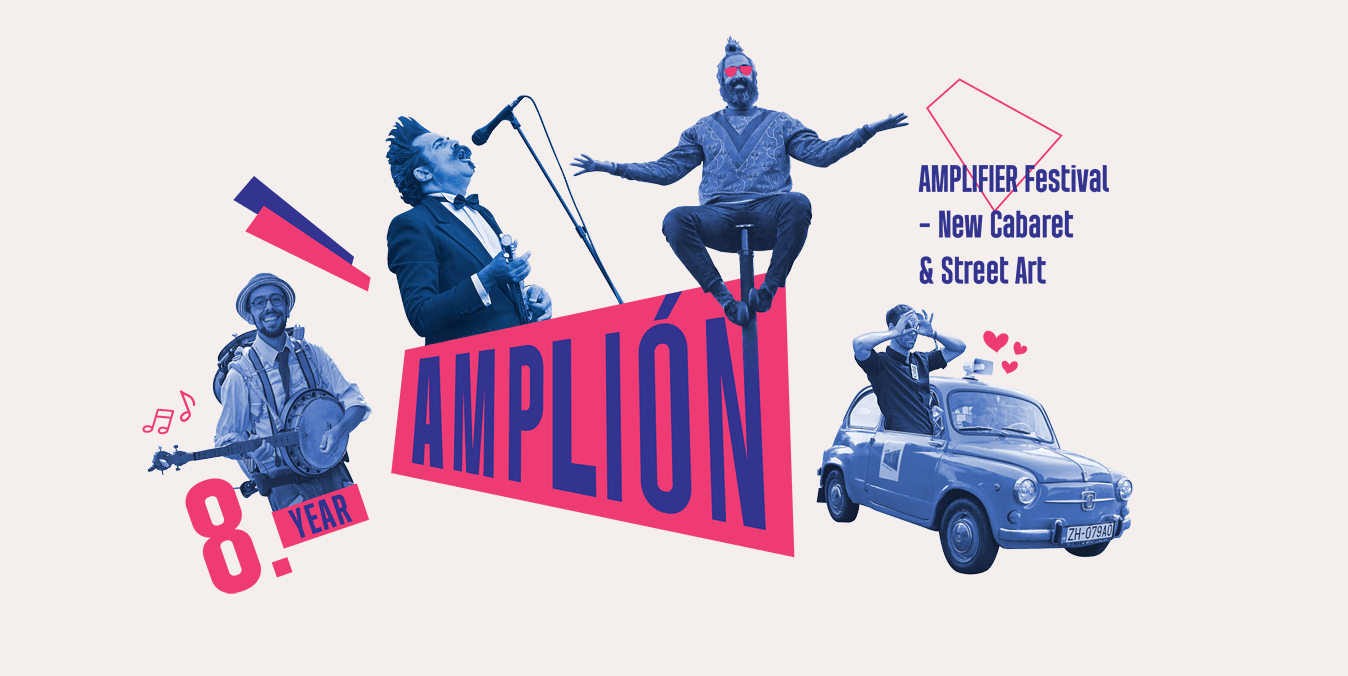 AMPLIÓN
8.
YEAR
AMPLIFIER Festival
– New Cabaret
& Street Art
ZH-079AO